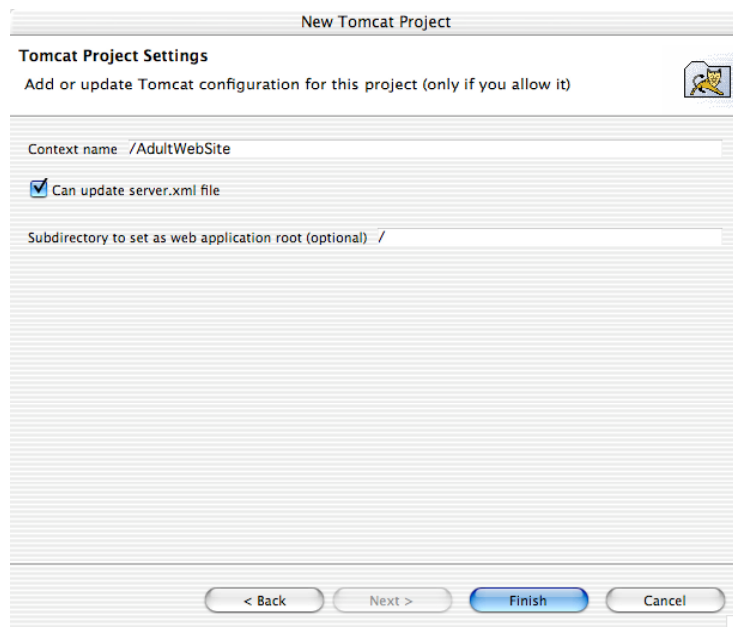 New Tomcat Project
Tomcat Project Settings
Add or update Tomcat configuration for this project (only if you allow it)
Context name /AdultWebSite
Can update server.xml file
Subdirectory to set as web application root (optional) /
< Back Next > Finish Cancel